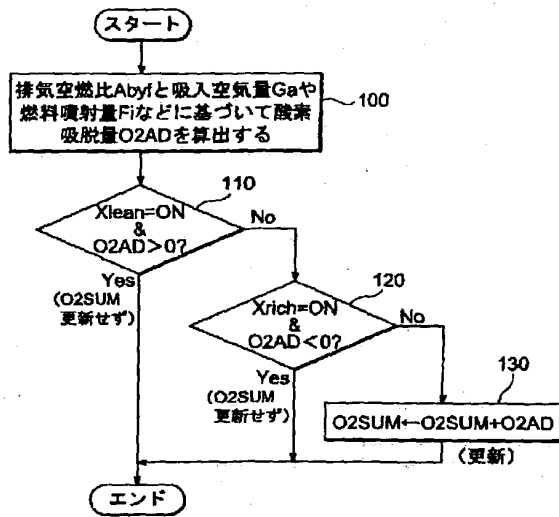 スタート
排気空燃比Abyfと吸入空気量Gaや
燃料噴射量Fiなどに基づいて酸素
吸脱量O2ADを算出する
100
Xlean=ON
&
O2AD>0?
110
No
Yes
(O2SUM
更新せず)
Xrich=ON
&
O2AD<0?
120
No
Yes
(O2SUM
更新せず)
130
O2SUM←O2SUM+O2AD
(更新)
エンド